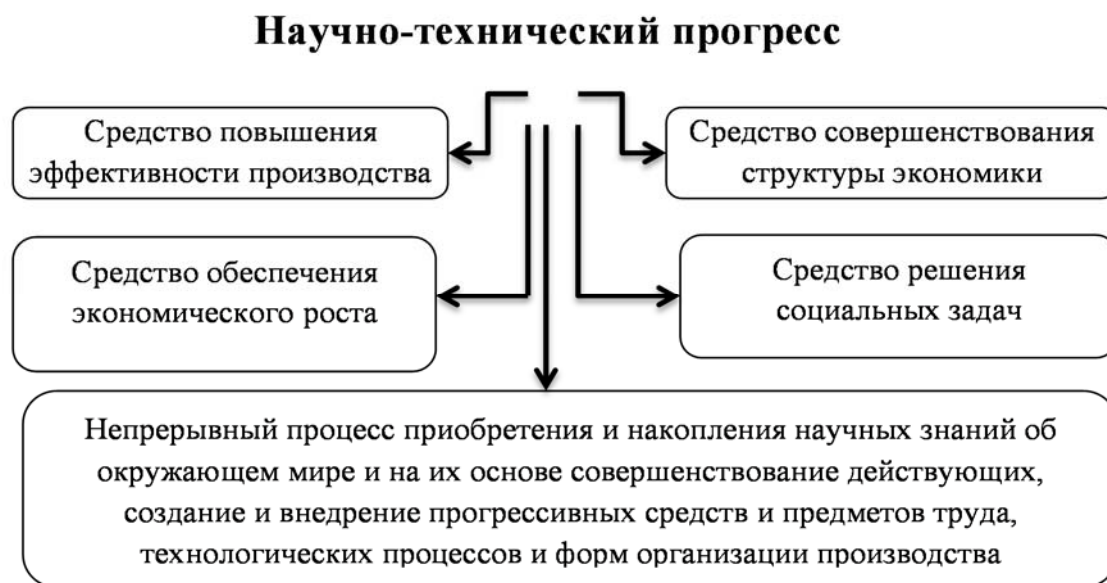 Научно-технический прогресс
Средство повышения
эффективности производства
Средство совершенствования
структуры экономики
Средство обеспечения
экономического роста
Средство решения
социальных задач
Непрерывный процесс приобретения и накопления научных знаний об
окружающем мире и на их основе совершенствование действующих,
создание и внедрение прогрессивных средств и предметов труда,
технологических процессов и форм организации производства